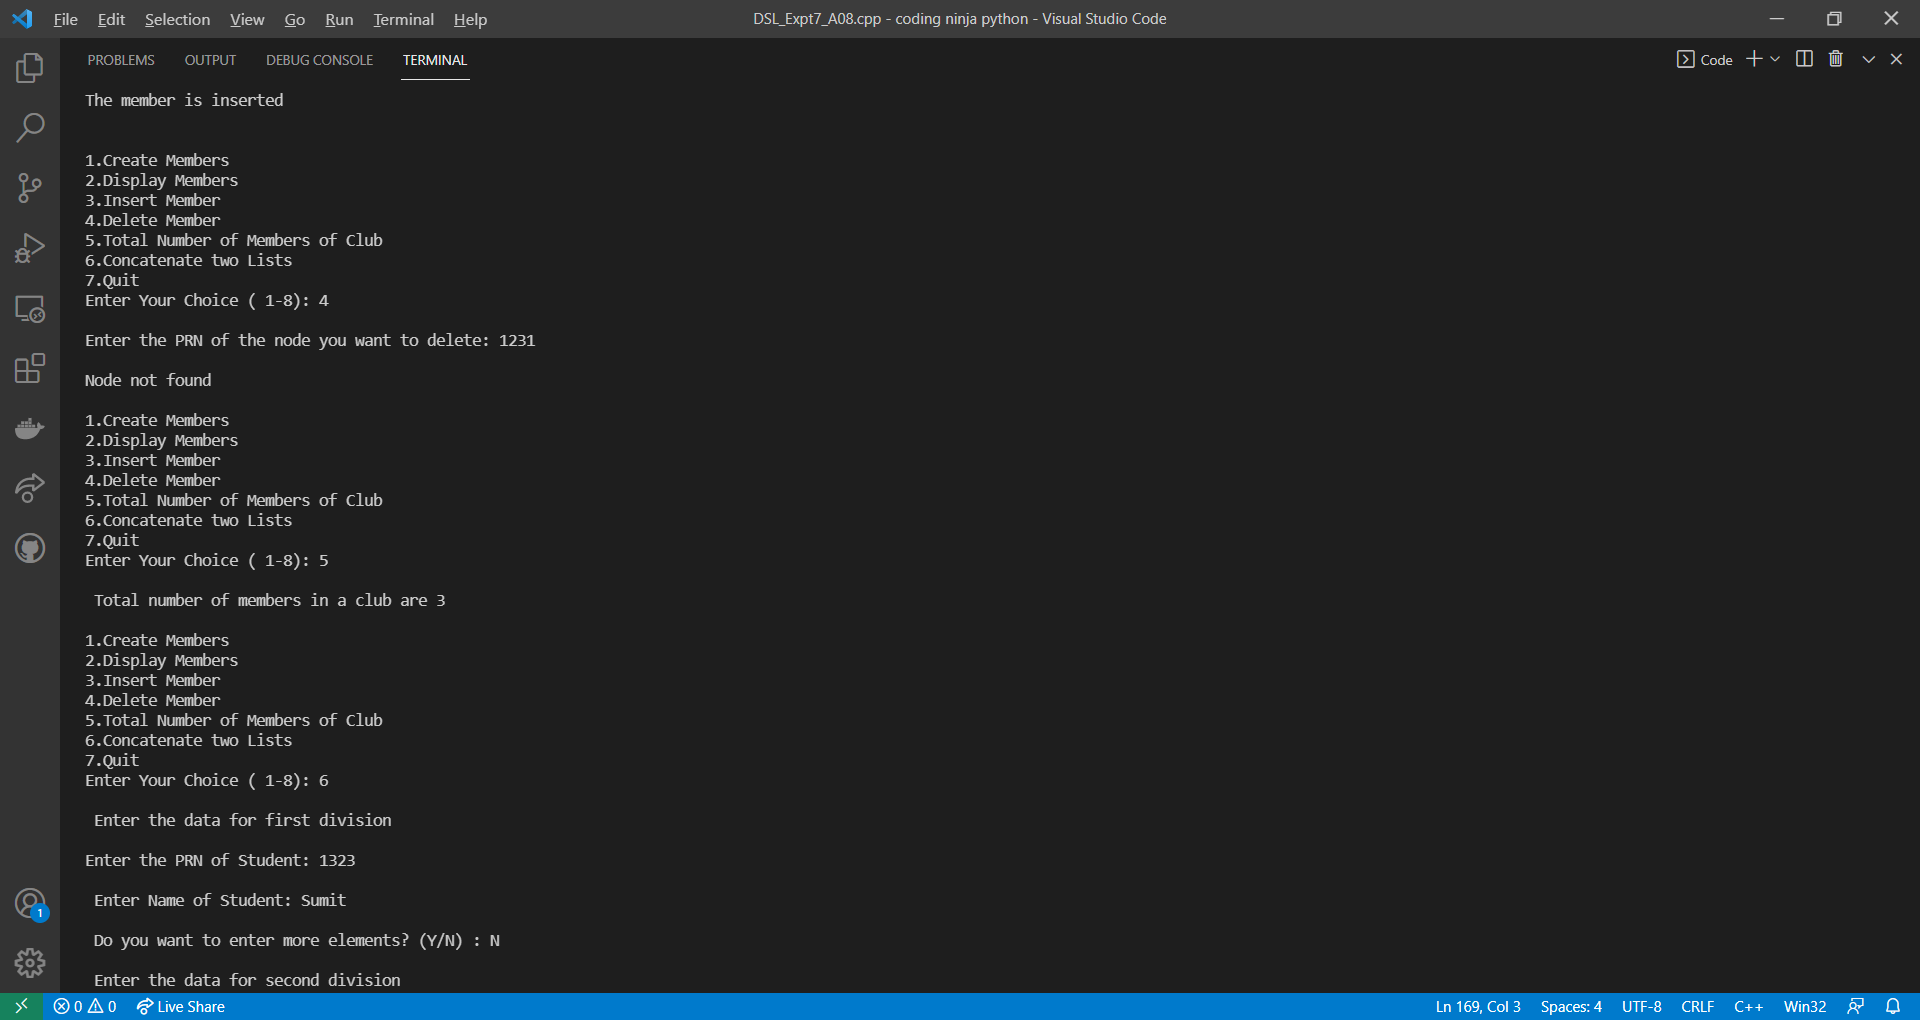 File Edit Selection View Go Run Terminal Help DSL_Expt7_A08.cpp - coding ninja python - Visual Studio Code
PROBLEMS OUTPUT DEBUG CONSOLE TERMINAL Code
The member is inserted
1.Create Members
2.Display Members
3.Insert Member
4.Delete Member
5.Total Number of Members of Club
6.Concatenate two Lists
7.Quit
Enter Your Choice ( 1-8): 4
Enter the PRN of the node you want to delete: 1231
Node not found
1.Create Members
2.Display Members
3.Insert Member
4.Delete Member
5.Total Number of Members of Club
6.Concatenate two Lists
7.Quit
Enter Your Choice ( 1-8): 5
Total number of members in a club are 3
1.Create Members
2.Display Members
3.Insert Member
4.Delete Member
5.Total Number of Members of Club
6.Concatenate two Lists
7.Quit
Enter Your Choice ( 1-8): 6
Enter the data for first division
Enter the PRN of Student: 1323
Enter Name of Student: Sumit
1
Do you want to enter more elements? (Y/N) : N
Enter the data for second division
0 0 Live Share Ln 169, Col 3 Spaces: 4 UTF-8 CRLF C++ Win32